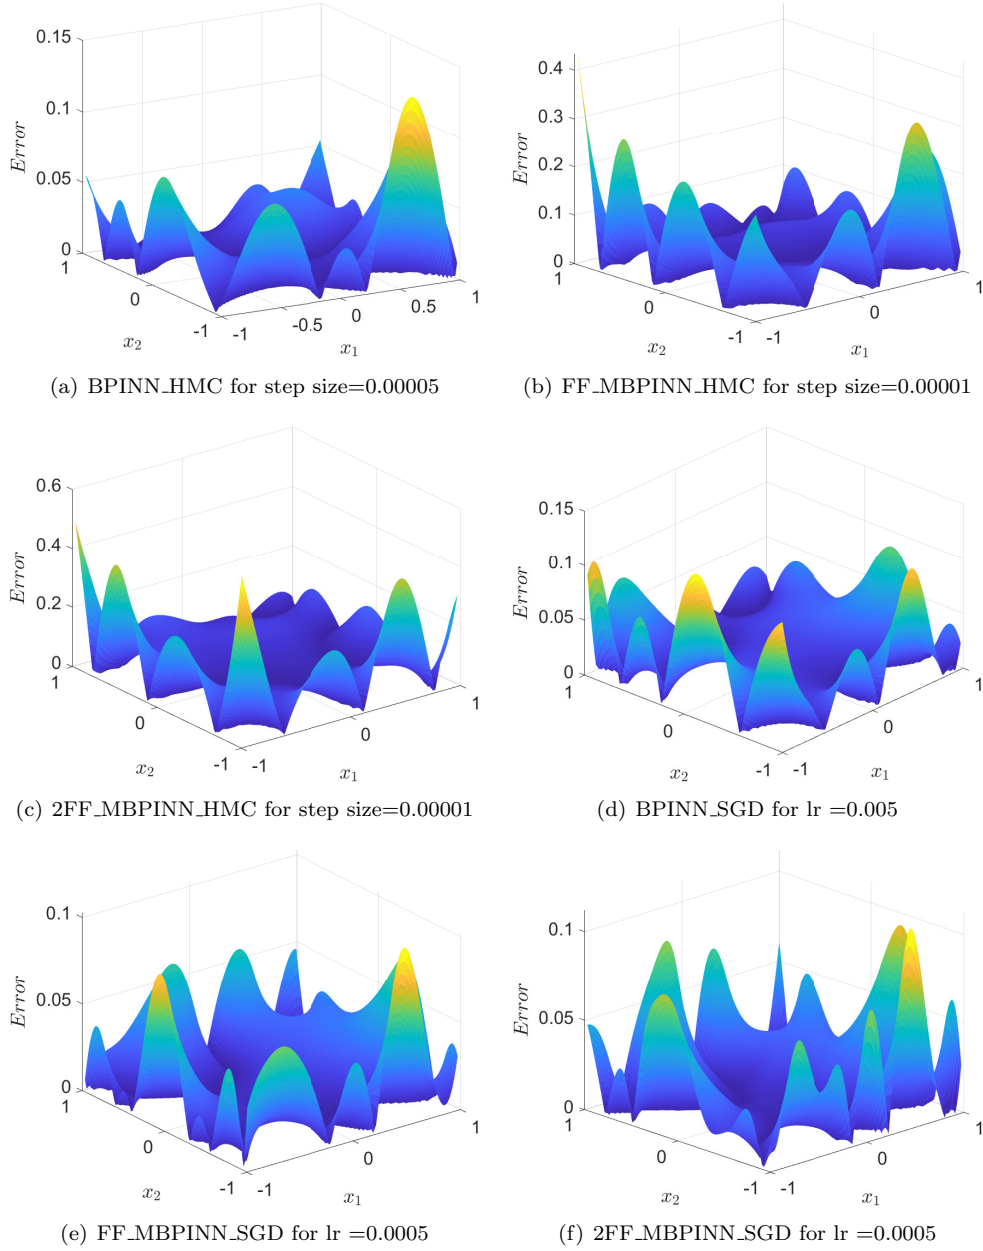 0.15
0.1
0.05
0
Error
1
0
-1
x2
-1
-0.5
0
0.5
1
x1
(a) BPINN_HMC for step size=0.00005
0.4
0.3
0.2
0.1
0
Error
1
0
-1
x2
-1
0
1
x1
(b) FF_MBPINN_HMC for step size=0.00001
0.6
0.4
0.2
0
Error
1
0
-1
x2
-1
0
1
x1
(c) 2FF_MBPINN_HMC for step size=0.00001
0.15
0.1
0.05
0
Error
1
0
-1
x2
-1
0
1
x1
(d) BPINN_SGD for lr =0.005
0.1
0.05
0
Error
1
0
-1
x2
-1
0
1
x1
(e) FF_MBPINN_SGD for lr =0.0005
0.1
0.05
0
Error
1
0
-1
x2
-1
0
1
x1
(f) 2FF_MBPINN_SGD for lr =0.0005